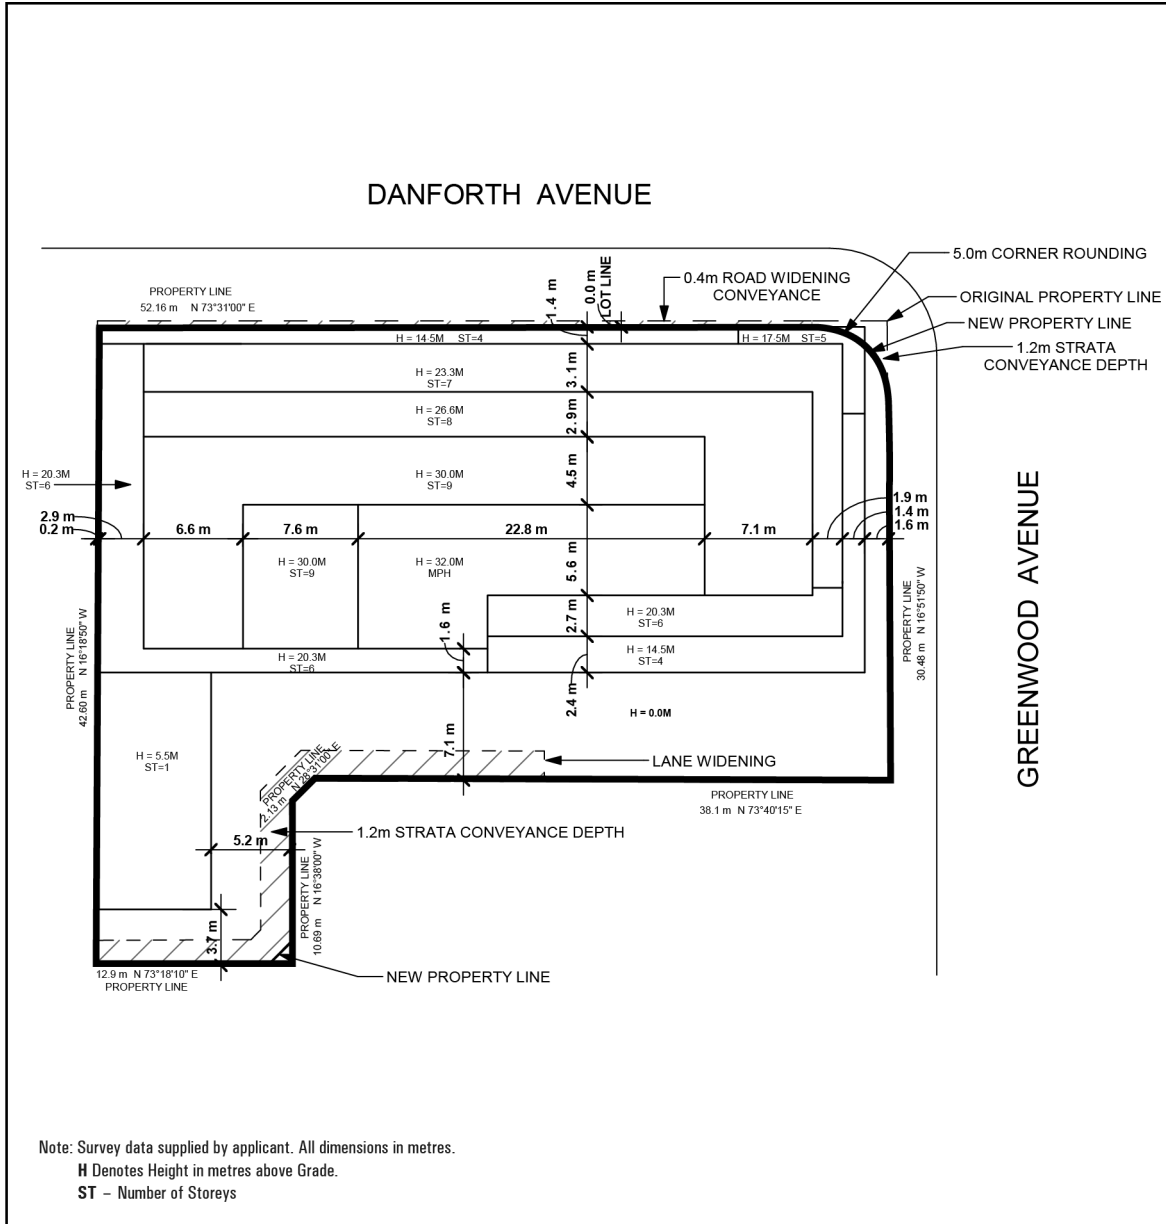 DANFORTH AVENUE
5.0m CORNER ROUNDING
0.0 m
LOT LINE
1.4 m
0.4m ROAD WIDENING
CONVEYANCE
PROPERTY LINE
52.16 m N 73°31'00" E
ORIGINAL PROPERTY LINE
NEW PROPERTY LINE
1.2m STRATA
CONVEYANCE DEPTH
H = 14.5M ST=4
H = 17.5M ST=5
3.1 m
H = 23.3M
ST=7
2.9 m
H = 26.6M
ST=8
H = 20.3M
ST=6
H = 30.0M
ST=9
4.5 m
1.9 m
1.4 m
1.6 m
2.9 m
0.2 m
6.6 m
7.6 m
22.8 m
7.1 m
H = 30.0M
ST=9
H = 32.0M
MPH
5.6 m
GREENWOOD AVENUE
PROPERTY LINE
30.48 m N 16°51'50" W
PROPERTY LINE
42.60 m N 16°18'50" W
1.6 m
2.7 m
H = 20.3M
ST=6
H = 20.3M
ST=6
H = 14.5M
ST=4
2.4 m
H = 0.0M
7.1 m
H = 5.5M
ST=1
PROPERTY LINE
2.13 m N 28°31'00" E
LANE WIDENING
PROPERTY LINE
38.1 m N 73°40'15" E
1.2m STRATA CONVEYANCE DEPTH
5.2 m
PROPERTY LINE
10.69 m N 16°38'00" W
3.7 m
12.9 m N 73°18'10" E
PROPERTY LINE
NEW PROPERTY LINE
Note: Survey data supplied by applicant. All dimensions in metres.
H Denotes Height in metres above Grade.
ST – Number of Storeys